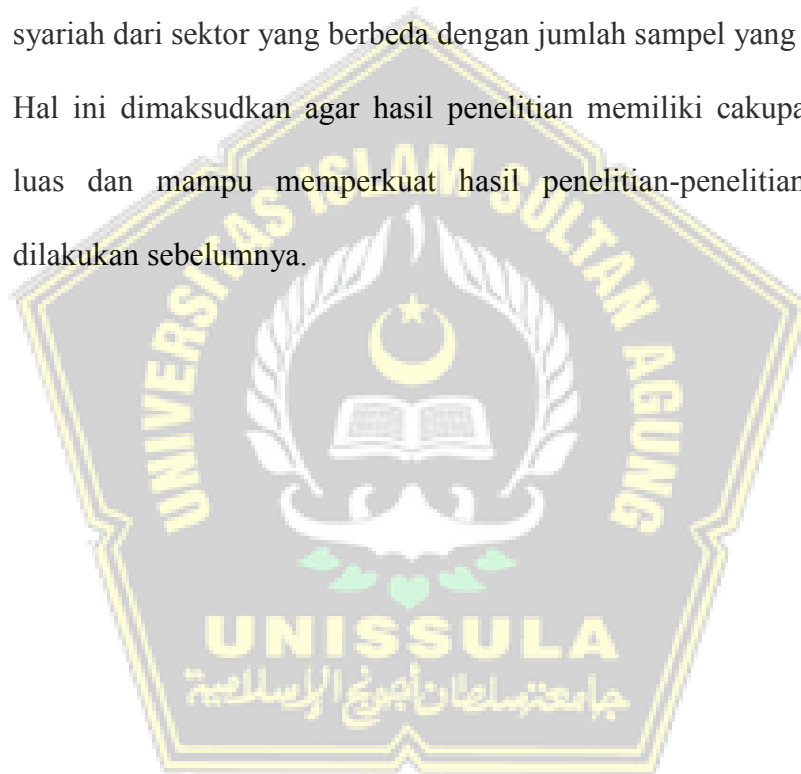 syariah dari sektor yang berbeda dengan jumlah sampel yang
Hal ini dimaksudkan agar hasil penelitian memiliki cakupa
luas dan mampu memperkuat hasil penelitian-penelitian
dilakukan sebelumnya.
UNIVERSITAS ISLAM SULTAN AGUNG
UNISSULA
جامعة سلطان أجونج الإسلامية